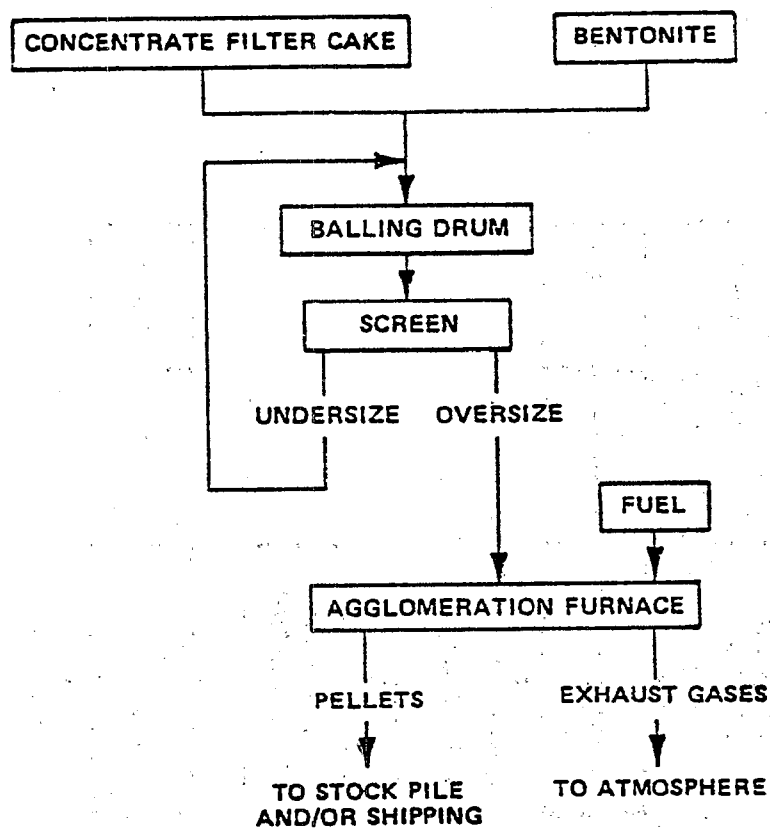 CONCENTRATE FILTER CAKE
BENTONITE
BALLING DRUM
SCREEN
UNDERSIZE
OVERSIZE
FUEL
AGGLOMERATION FURNACE
PELLETS
EXHAUST GASES
TO STOCK PILE
AND/OR SHIPPING
TO ATMOSPHERE